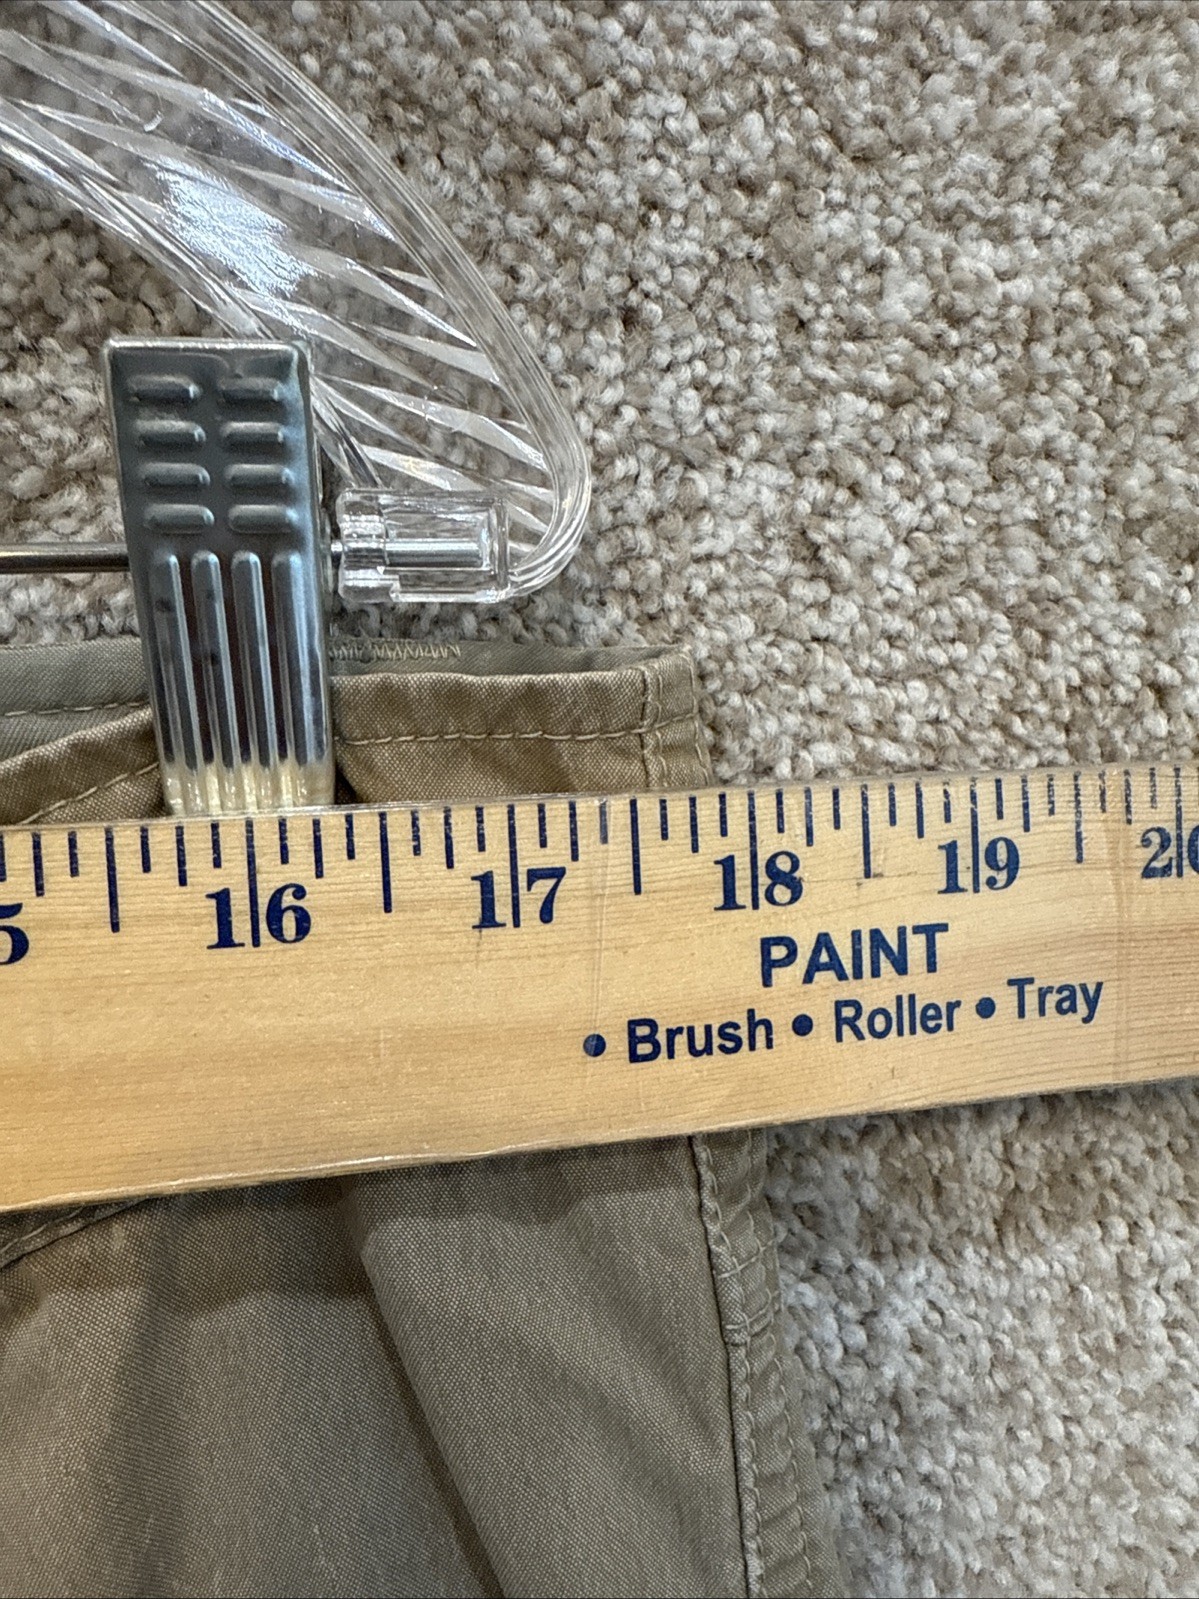 5 16 17 18 19 20
PAINT
• Brush • Roller • Tray